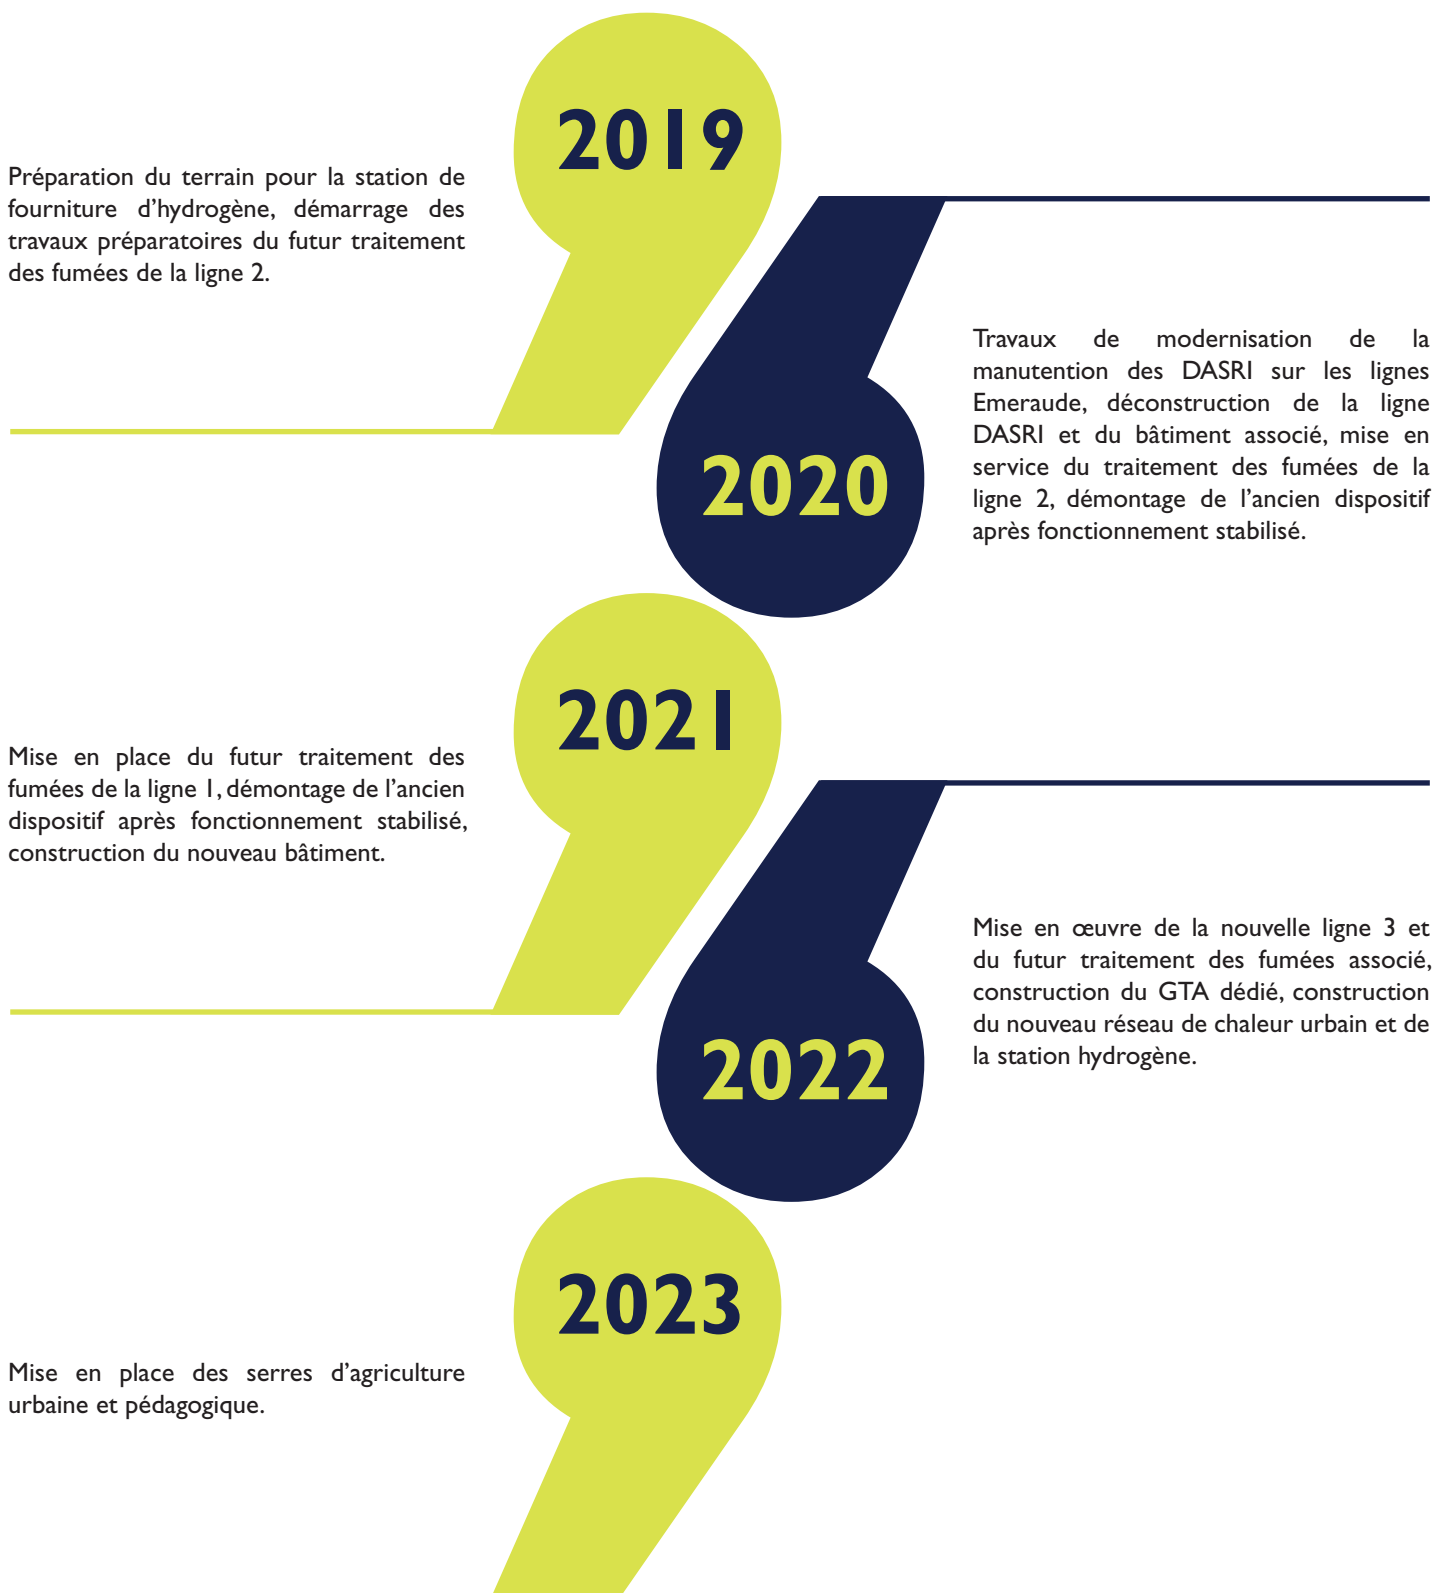 2019
Préparation du terrain pour la station de
fourniture d’hydrogène, démarrage des
travaux préparatoires du futur traitement
des fumées de la ligne 2.
2020
Travaux de modernisation de la
manutention des DASRI sur les lignes
Emeraude, déconstruction de la ligne
DASRI et du bâtiment associé, mise en
service du traitement des fumées de la
ligne 2, démontage de l’ancien dispositif
après fonctionnement stabilisé.
2021
Mise en place du futur traitement des
fumées de la ligne 1, démontage de l’ancien
dispositif après fonctionnement stabilisé,
construction du nouveau bâtiment.
2022
Mise en œuvre de la nouvelle ligne 3 et
du futur traitement des fumées associé,
construction du GTA dédié, construction
du nouveau réseau de chaleur urbain et de
la station hydrogène.
2023
Mise en place des serres d’agriculture
urbaine et pédagogique.